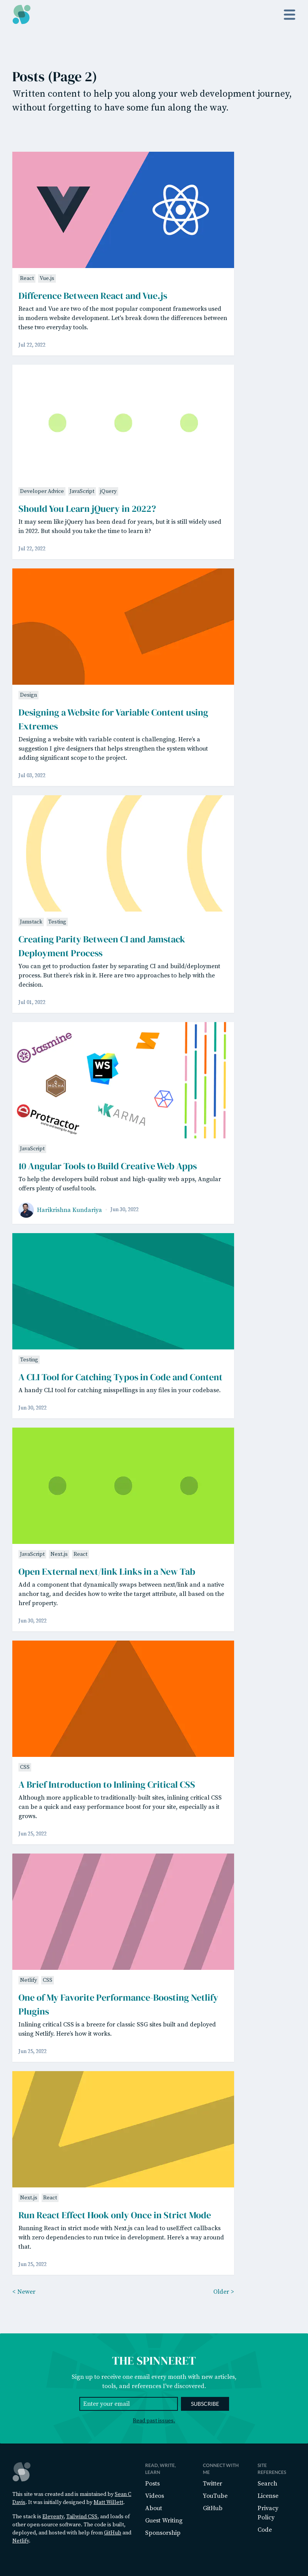 Posts (Page 2)
Written content to help you along your web development journey,
without forgetting to have some fun along the way.
React Vue.js
Difference Between React and Vue.js
React and Vue are two of the most popular component frameworks used
in modern website development. Let's break down the differences between
these two everyday tools.
Jul 22, 2022
Developer Advice JavaScript jQuery
Should You Learn jQuery in 2022?
It may seem like jQuery has been dead for years, but it is still widely used
in 2022. But should you take the time to learn it?
Jul 22, 2022
Design
Designing a Website for Variable Content using
Extremes
Designing a website with variable content is challenging. Here's a
suggestion I give designers that helps strengthen the system without
adding significant scope to the project.
Jul 03, 2022
Jamstack Testing
Creating Parity Between CI and Jamstack
Deployment Process
You can get to production faster by separating CI and build/deployment
process. But there's risk in it. Here are two approaches to help with the
decision.
Jul 01, 2022
Jasmine
WS
MOCHA
Protractor
KARMA
JavaScript
10 Angular Tools to Build Creative Web Apps
To help the developers build robust and high-quality web apps, Angular
offers plenty of useful tools.
Harikrishna Kundariya Jun 30, 2022
Testing
A CLI Tool for Catching Typos in Code and Content
A handy CLI tool for catching misspellings in any files in your codebase.
Jun 30, 2022
JavaScript Next.js React
Open External next/link Links in a New Tab
Add a component that dynamically swaps between next/link and a native
anchor tag, and decides how to write the target attribute, all based on the
href property.
Jun 30, 2022
CSS
A Brief Introduction to Inlining Critical CSS
Although more applicable to traditionally-built sites, inlining critical CSS
can be a quick and easy performance boost for your site, especially as it
grows.
Jun 25, 2022
Netlify CSS
One of My Favorite Performance-Boosting Netlify
Plugins
Inlining critical CSS is a breeze for classic SSG sites built and deployed
using Netlify. Here's how it works.
Jun 25, 2022
Next.js React
Run React Effect Hook only Once in Strict Mode
Running React in strict mode with Next.js can lead to useEffect callbacks
with zero dependencies to run twice in development. Here's a way around
that.
Jun 25, 2022
< Newer Older >
THE SPINNERET
Sign up to receive one email every month with new articles,
tools, and references I've discovered.
Enter your email SUBSCRIBE
Read past issues.
This site was created and is maintained by Sean C
Davis. It was initially designed by Matt Willett.
The stack is Eleventy, Tailwind CSS, and loads of
other open source software. The code is built,
deployed, and hosted with help from GitHub and
Netlify.
READ, WRITE,
LEARN
Posts
Videos
About
Guest Writing
Sponsorship
CONNECT WITH
ME
Twitter
YouTube
GitHub
SITE
REFERENCES
Search
License
Privacy
Policy
Code